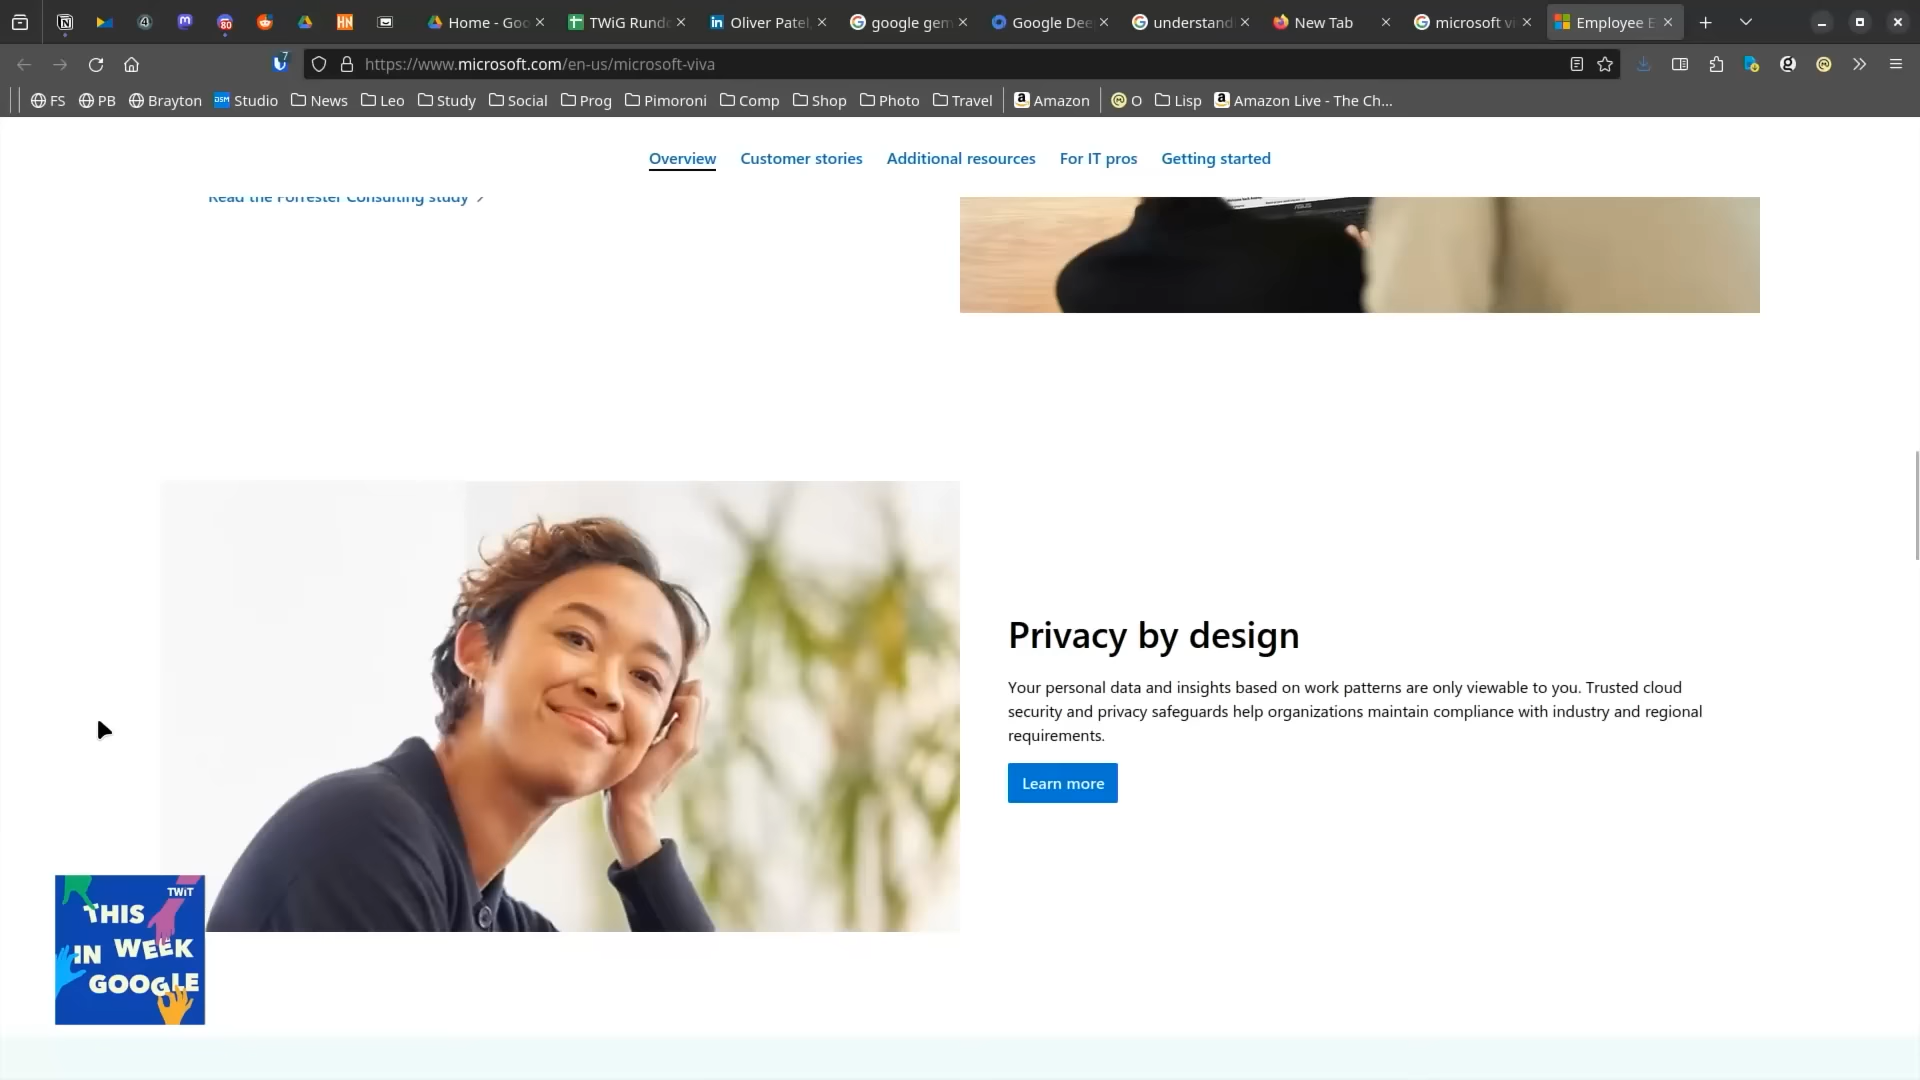 Home - Goo
TWiG Rund
Oliver Patel,
google gem
Google Dee
understand
New Tab
microsoft vi
Employee E
7
https://www.microsoft.com/en-us/microsoft-viva
FS
PB
Brayton
DSM Studio
News
Leo
Study
Social
Prog
Pimoroni
Comp
Shop
Photo
Travel
Amazon
O
Lisp
Amazon Live - The Ch...
Overview
Customer stories
Additional resources
For IT pros
Getting started
Read the Forrester Consulting study
Privacy by design
Your personal data and insights based on work patterns are only viewable to you. Trusted cloud
security and privacy safeguards help organizations maintain compliance with industry and regional
requirements.
Learn more
TWiT
THIS
IN WEEK
GOOGLE